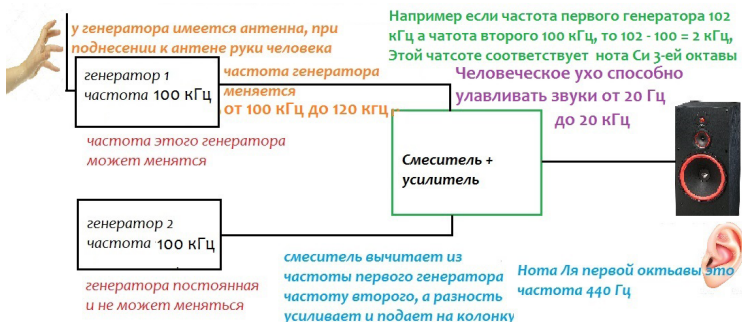 у генератора имеется антенна, при
поднесении к антене руки человека
Например если частота первого генератора 102
кГц а чатота второго 100 кГц, то 102 - 100 = 2 кГц,
Этой чатсоте соответствует нота Си 3-ей октавы
генератор 1
частота 100 кГц
частота генератора
меняется
от 100 кГц до 120 кгц
Человеческое ухо способно
улавливать звуки от 20 Гц
до 20 кГц
частота этого генератора
может менятся
Смеситель +
усилитель
генератор 2
частота 100 кГц
генератора постоянная
и не может меняться
смеситель вычитает из
частоты первого генератора
частоту второго, а разность
усиливает и подает на колонку
Нота Ля первой октьавы это
частота 440 Гц